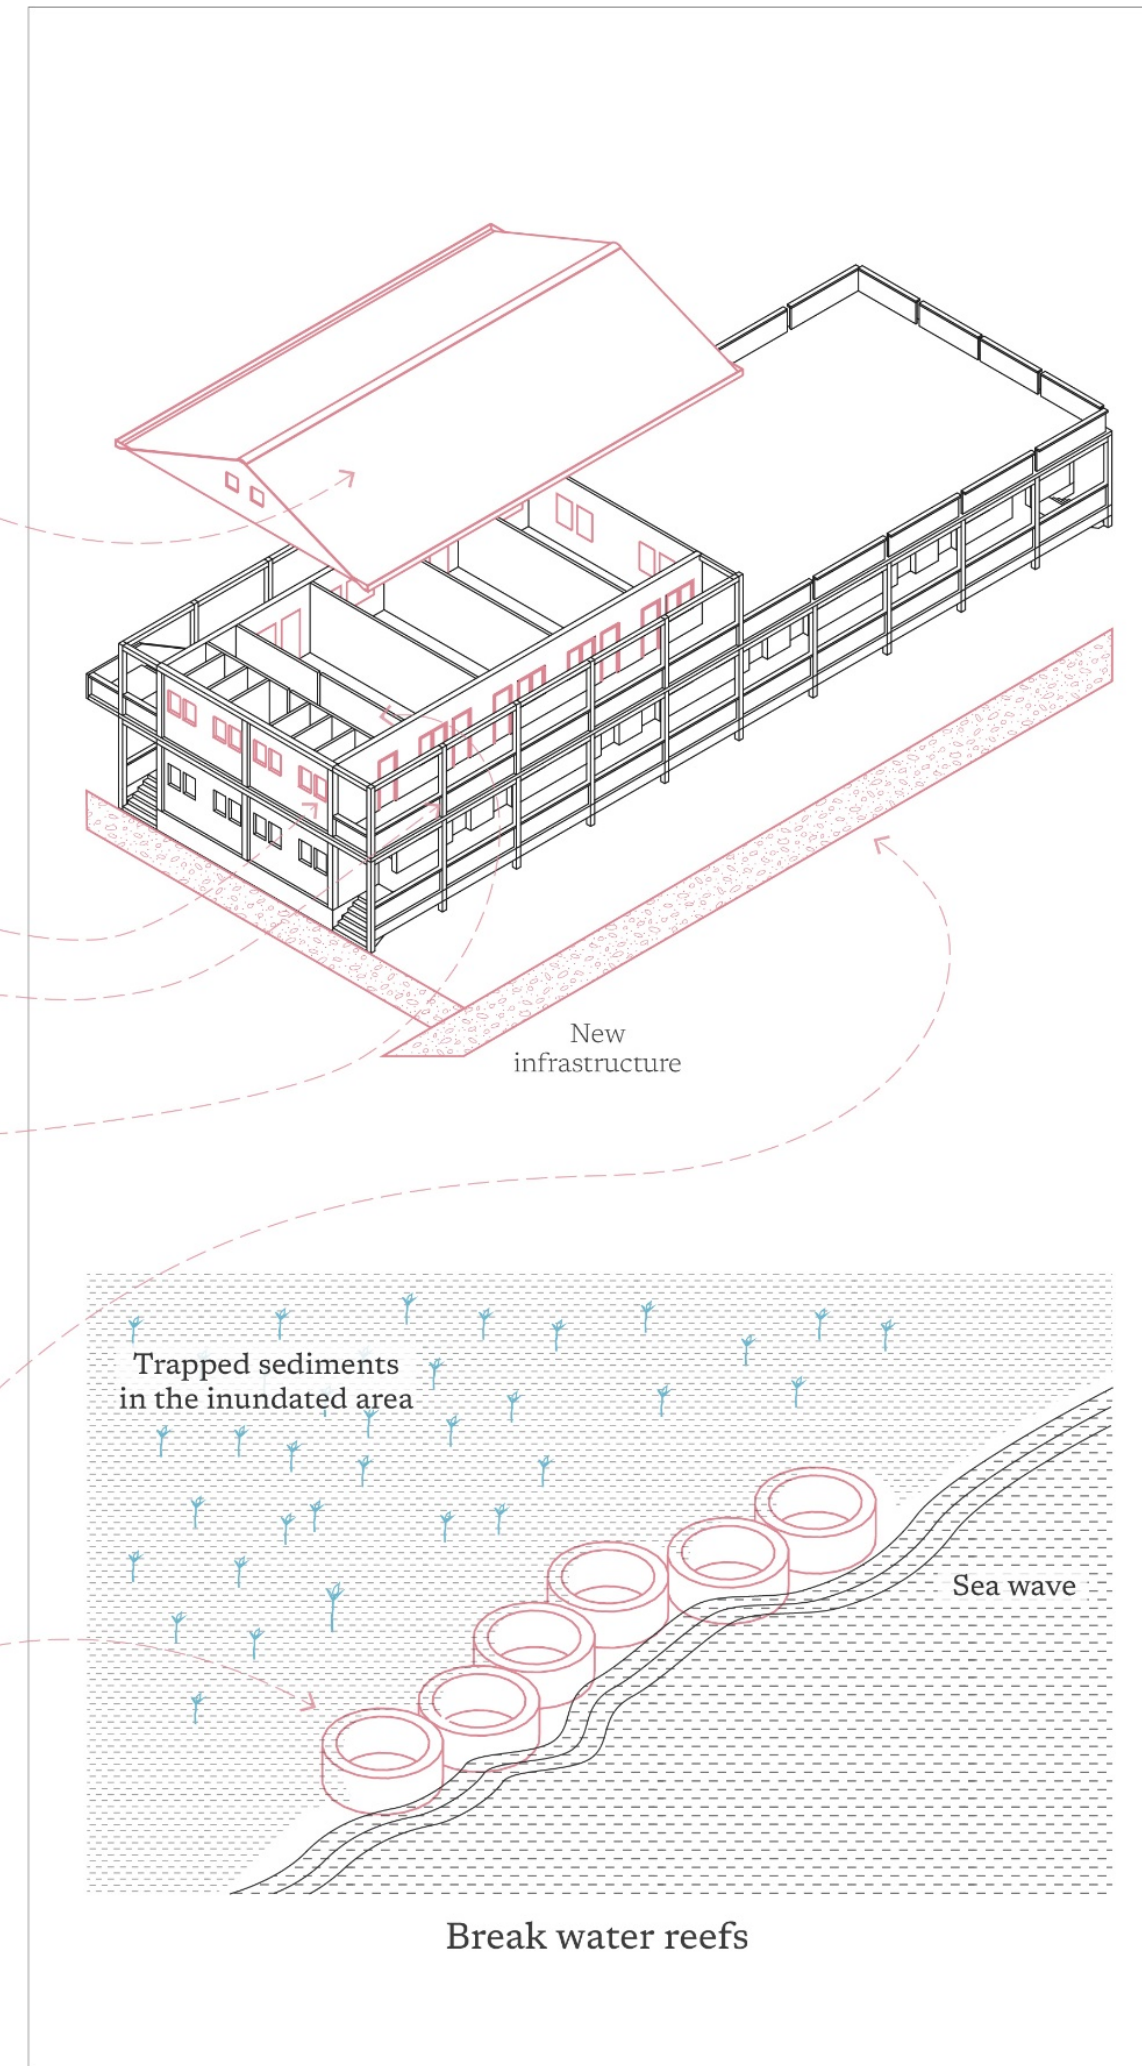 New
infrastructure
Trapped sediments
in the inundated area
Sea wave
Break water reefs